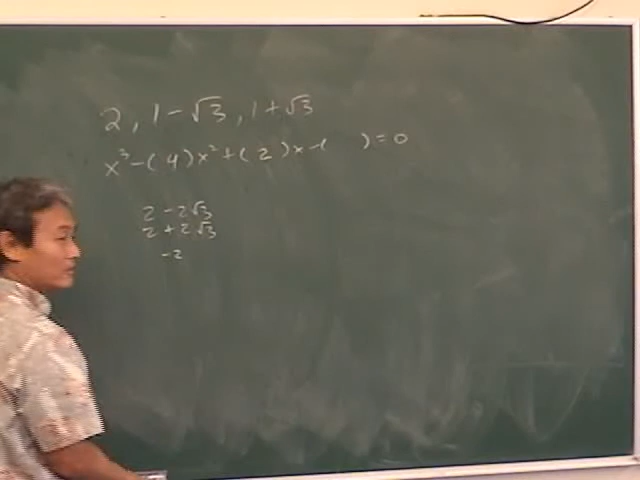 2, 1-√3, 1+√3
x³-(4)x²+(2)x-( )=0
2 - 2√3
2 + 2√3
-2